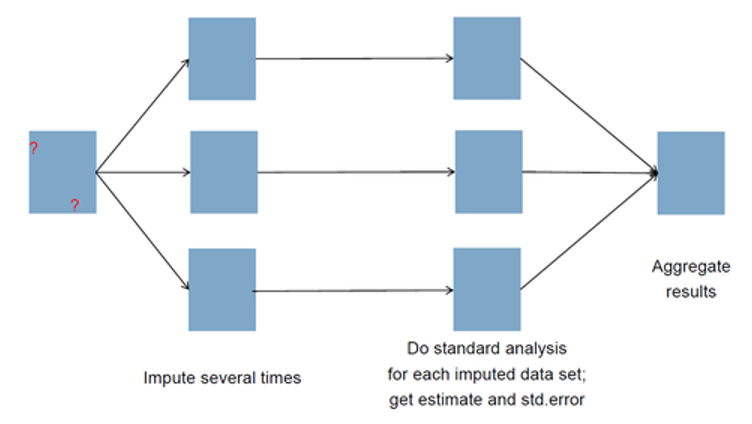 ?
?
Aggregate
results
Do standard analysis
for each imputed data set;
get estimate and std.error
Impute several times